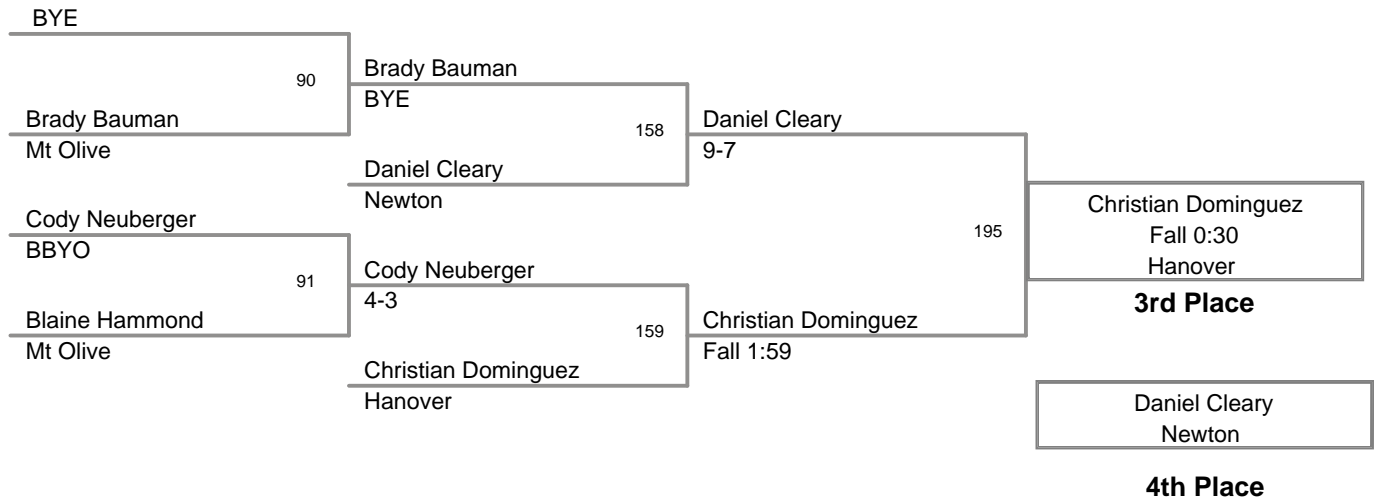 BYE
90
Brady Bauman
Mt Olive
Brady Bauman
BYE
158
Daniel Cleary
Newton
Daniel Cleary
9-7
Cody Neuberger
BBYO
91
Blaine Hammond
Mt Olive
Cody Neuberger
4-3
159
Christian Dominguez
Hanover
Christian Dominguez
Fall 1:59
195
Christian Dominguez
Fall 0:30
Hanover
3rd Place
Daniel Cleary
Newton
4th Place